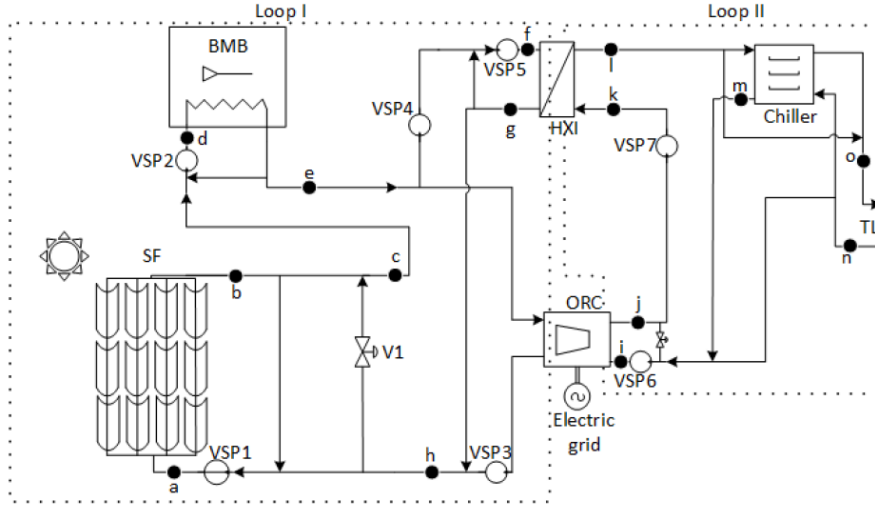 Loop I
Loop II
BMB
f
VSP5
l
m
Chiller
VSP4
g
HXI
k
d
VSP2
VSP7
o
e
TL
n
SF
b
c
ORC
j
V1
i
VSP6
Electric
grid
VSP1
h
VSP3
a